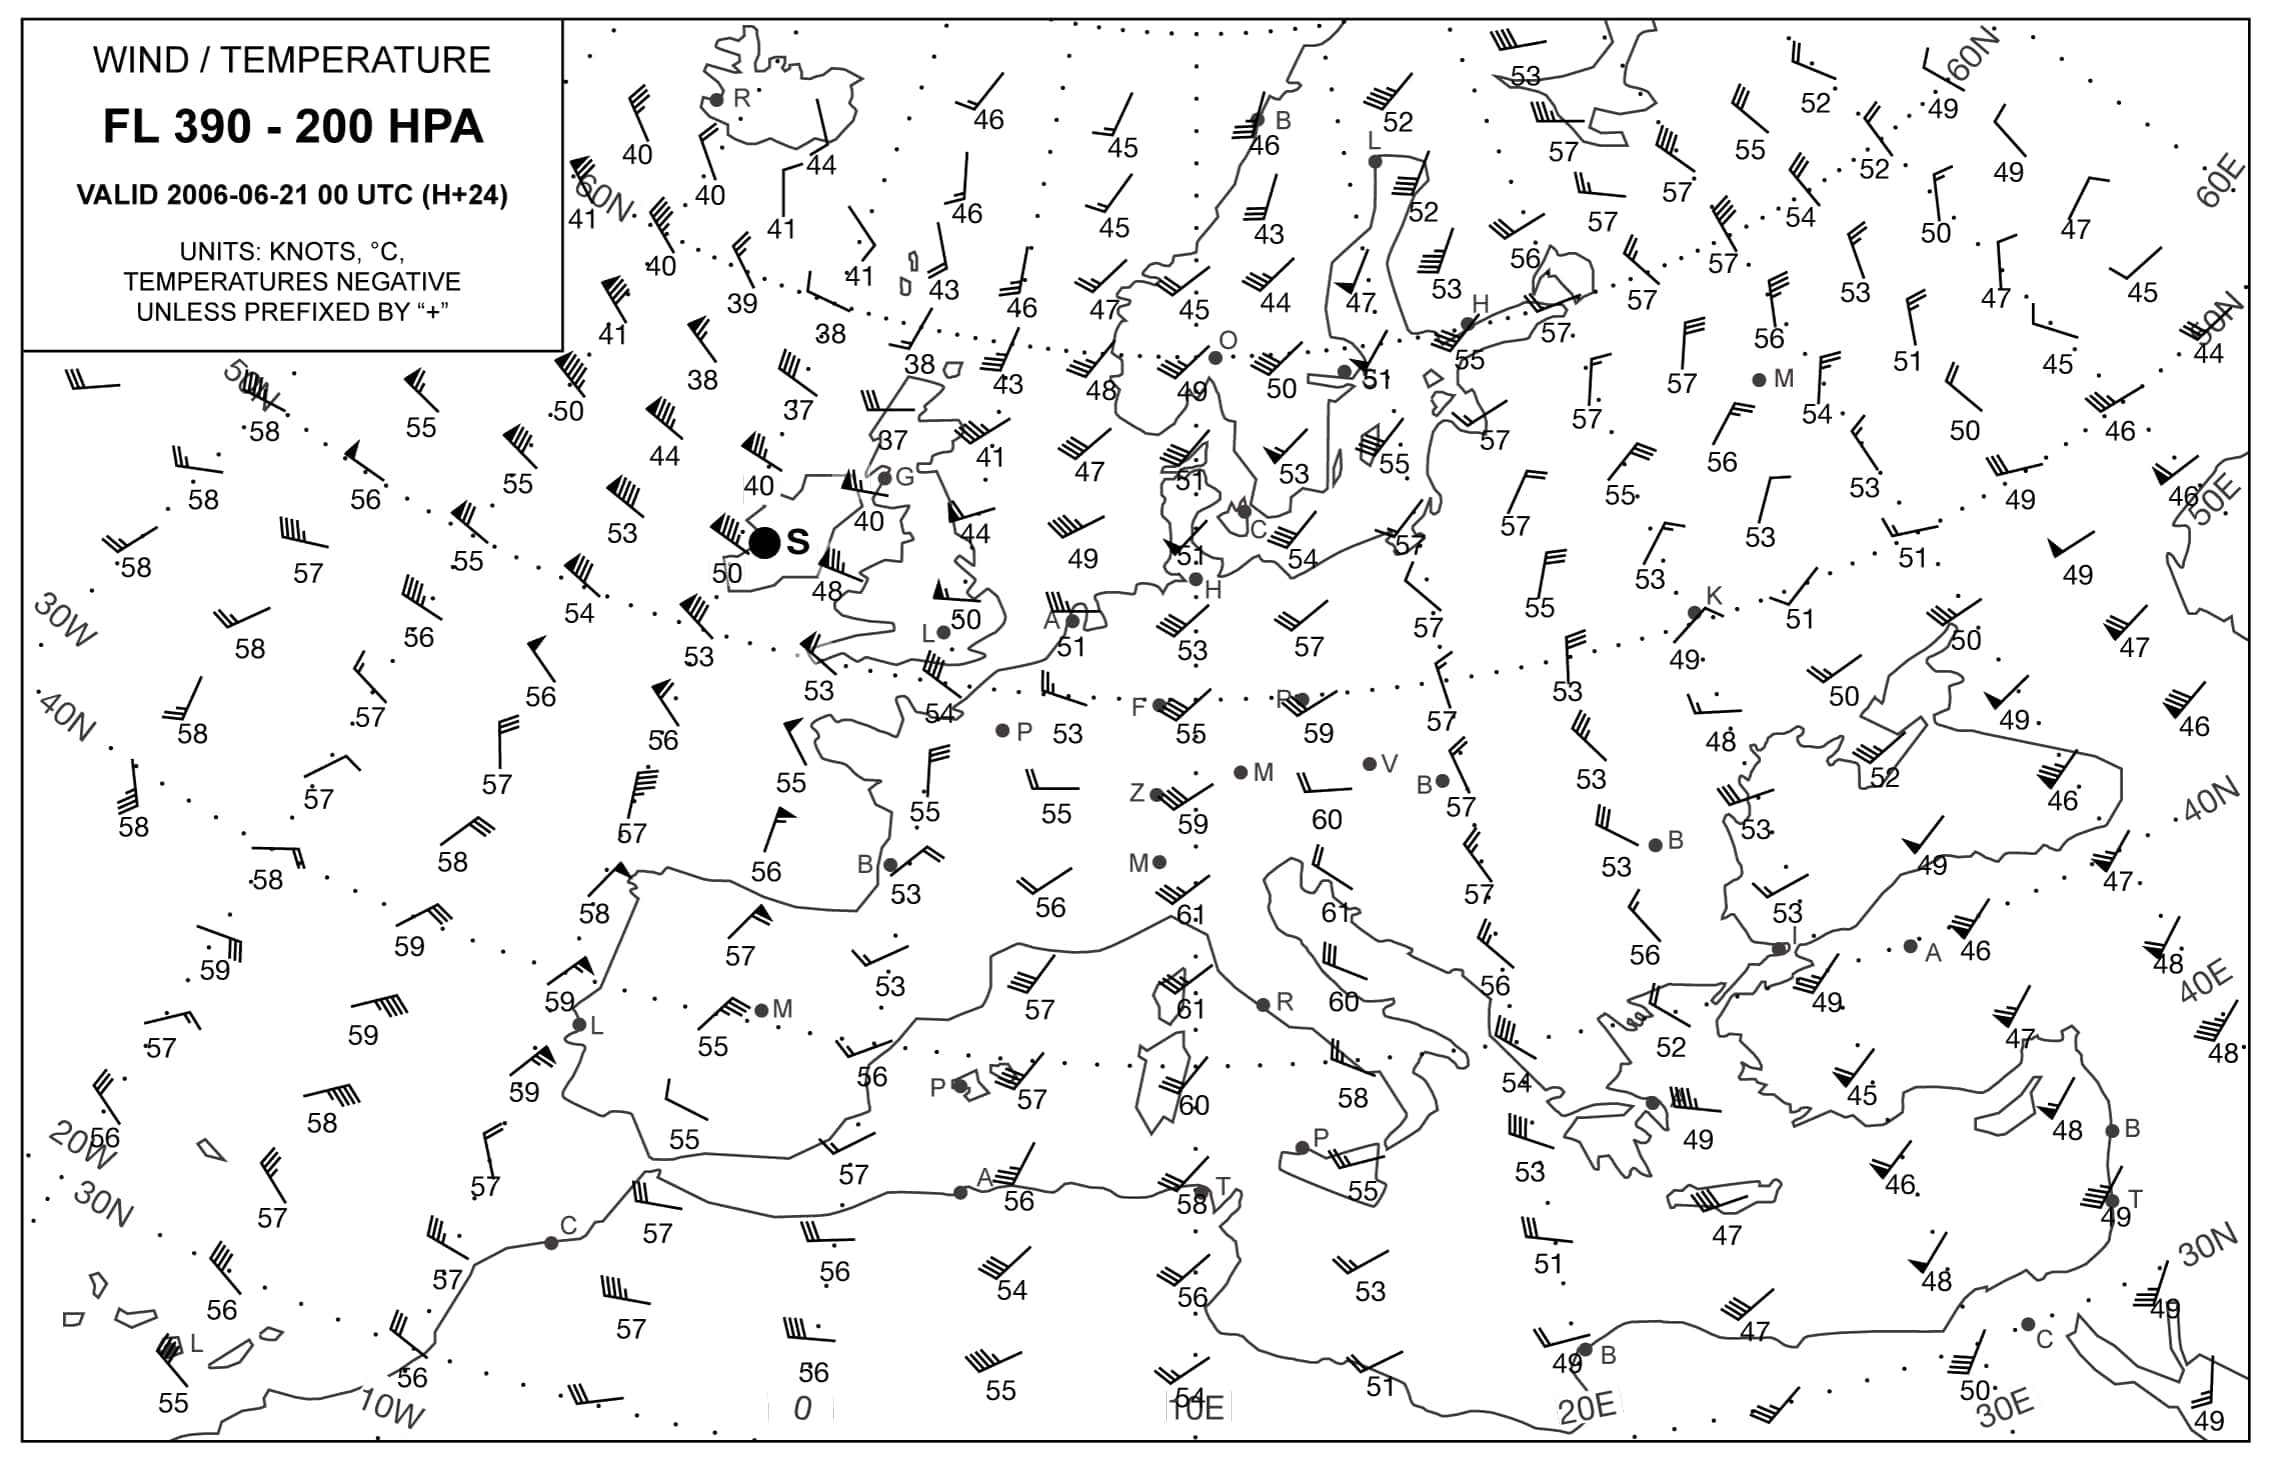 WIND / TEMPERATURE
FL 390 - 200 HPA
VALID 2006-06-21 00 UTC (H+24)
UNITS: KNOTS, °C,
TEMPERATURES NEGATIVE
UNLESS PREFIXED BY “+”
53 52 49 60N
R 46 45 B 46 52 57 55 52 49
40 44 L 57 60E
60N 40 41 46 45 43 52 57 54 50 47
41 40 41 43 46 47 45 44 47 53 56 57 57 53 47 45
39 38 H 57 50N
41 38 O 55 56 51 45 44
50N 38 43 48 49 50 51 57 M
58 55 50 37 37 57 54 50 46
44 41 47 51 53 55 57 56
58 56 55 40 G 55 53 49 46
53 40 44 C 57 53 50E
58 57 55 S 49 51 54 57 51 49
50 48 H 53
30W 54 50 A K
58 56 L 51 53 57 57 55 51 50 47
53 49
56 53 53
40N 58 57 54 F 55 R 57 50 49 46
56 P 53 59 48
57 55 M V B 53 52
58 57 57 55 55 Z 59 60 57 53 46 40N
58 56 B M 53 B 49
58 58 53 56 61 61 57 53 47
59 57 I A 46
59 59 53 57 61 60 56 56 48 40E
57 59 L 55 M R 49 47
56 52 48
59 P 57 60 58 54 45
56 58 55 49 48 B
20W 57 P 53
30N 57 57 A 56 58 T 55 46 T
57 C 47 49
56 57 56 54 56 53 51 48 30N
57 49
L 56 56 47 C
55 55 54 51 49 B 50
10W 0 10E 20E 30E 49